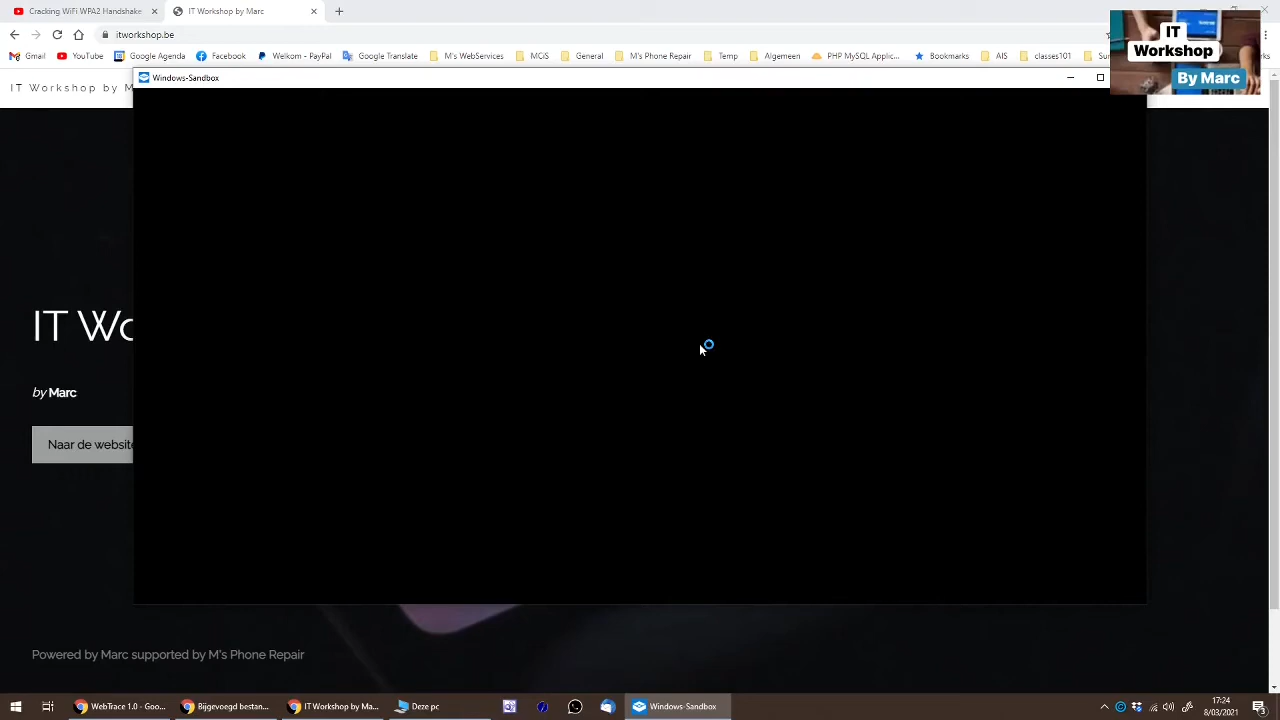 Cracking WiFi WPA2 Handshake
IT Workshop by Marc
itworkshop.be
Gmail
YouTube
Google Agenda
Facebook
Welkom - PayPal
Google Translate
M's Webservices
MCIS
General
M's Phone Repair
Temp
Algemeen
PHP MySQL Applic...
Bookmarks
classes101
AIS
IT
Workshop
By Marc
IT Workshop by M
Windows-Sandbox
IT Wo
by Marc
Naar de website
Powered by Marc supported by M's Phone Repair
WebTrace 1.0 - Goo...
Bijgevoegd bestan...
IT Workshop by Ma...
Deze pc
Windows-Sandbox
17:24
8/03/2021